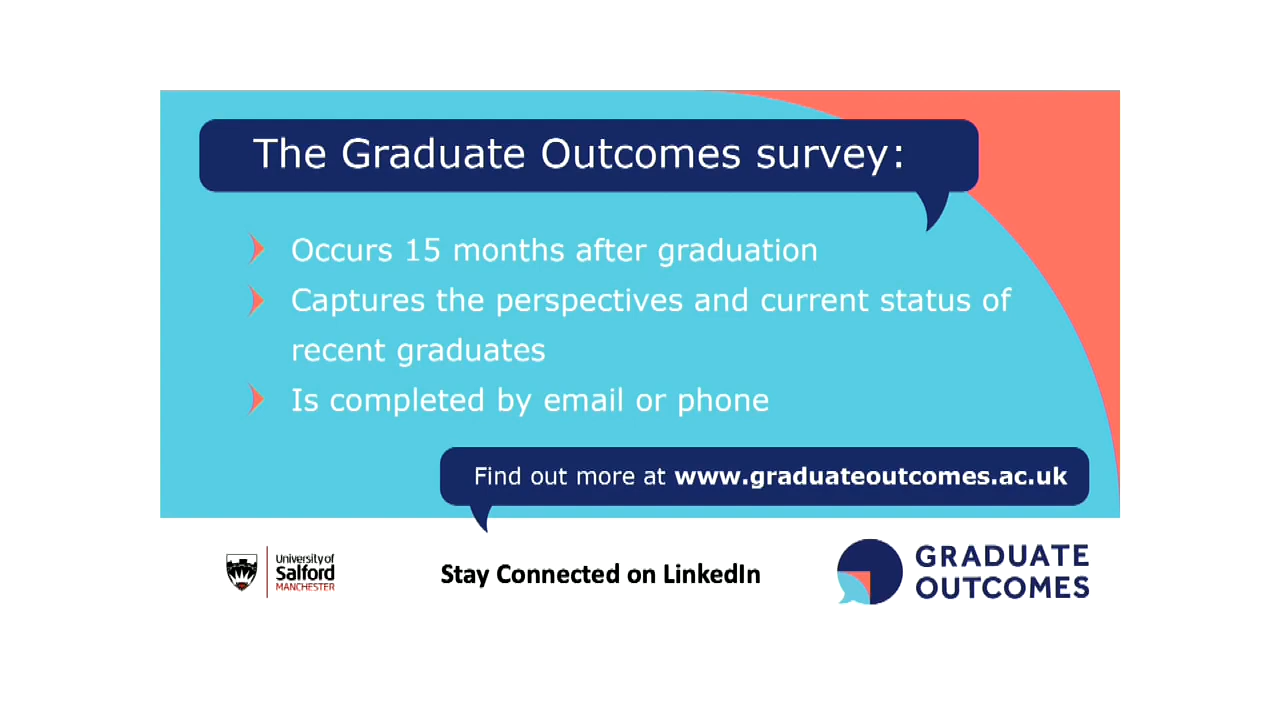 The Graduate Outcomes survey:
Occurs 15 months after graduation
Captures the perspectives and current status of
recent graduates
Is completed by email or phone
Find out more at www.graduateoutcomes.ac.uk
University of
Salford
MANCHESTER
Stay Connected on LinkedIn
GRADUATE
OUTCOMES